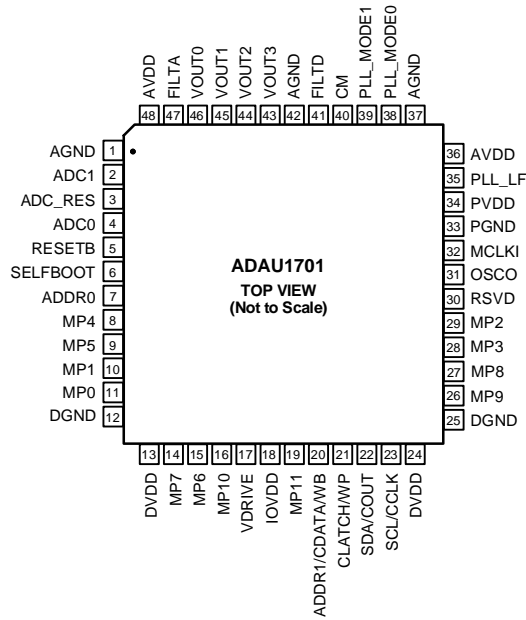 AVDD
FILTA
VOUT0
VOUT1
VOUT2
VOUT3
AGND
FILTD
CM
PLL_MODE1
PLL_MODE0
AGND
48 47 46 45 44 43 42 41 40 39 38 37
AGND 1
ADC1 2
ADC_RES 3
ADC0 4
RESETB 5
SELFBOOT 6
ADDR0 7
MP4 8
MP5 9
MP1 10
MP0 11
DGND 12
ADAU1701
TOP VIEW
(Not to Scale)
36 AVDD
35 PLL_LF
34 PVDD
33 PGND
32 MCLKI
31 OSCO
30 RSVD
29 MP2
28 MP3
27 MP8
26 MP9
25 DGND
13 14 15 16 17 18 19 20 21 22 23 24
DVDD
MP7
MP6
MP10
VDRIVE
IOVDD
MP11
ADDR1/CDATA/WB
CLATCH/WP
SDA/COUT
SCL/CCLK
DVDD